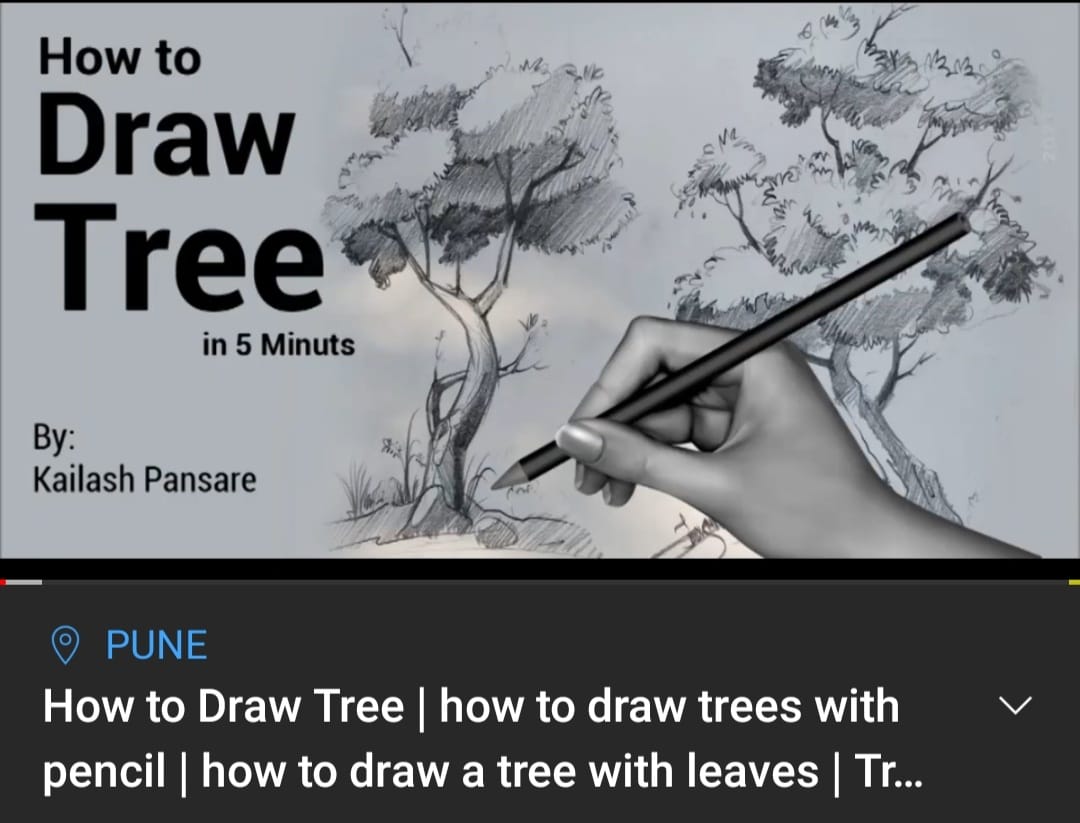 How to
Draw
Tree
in 5 Minuts
By:
Kailash Pansare
PUNE
How to Draw Tree | how to draw trees with
pencil | how to draw a tree with leaves | Tr...